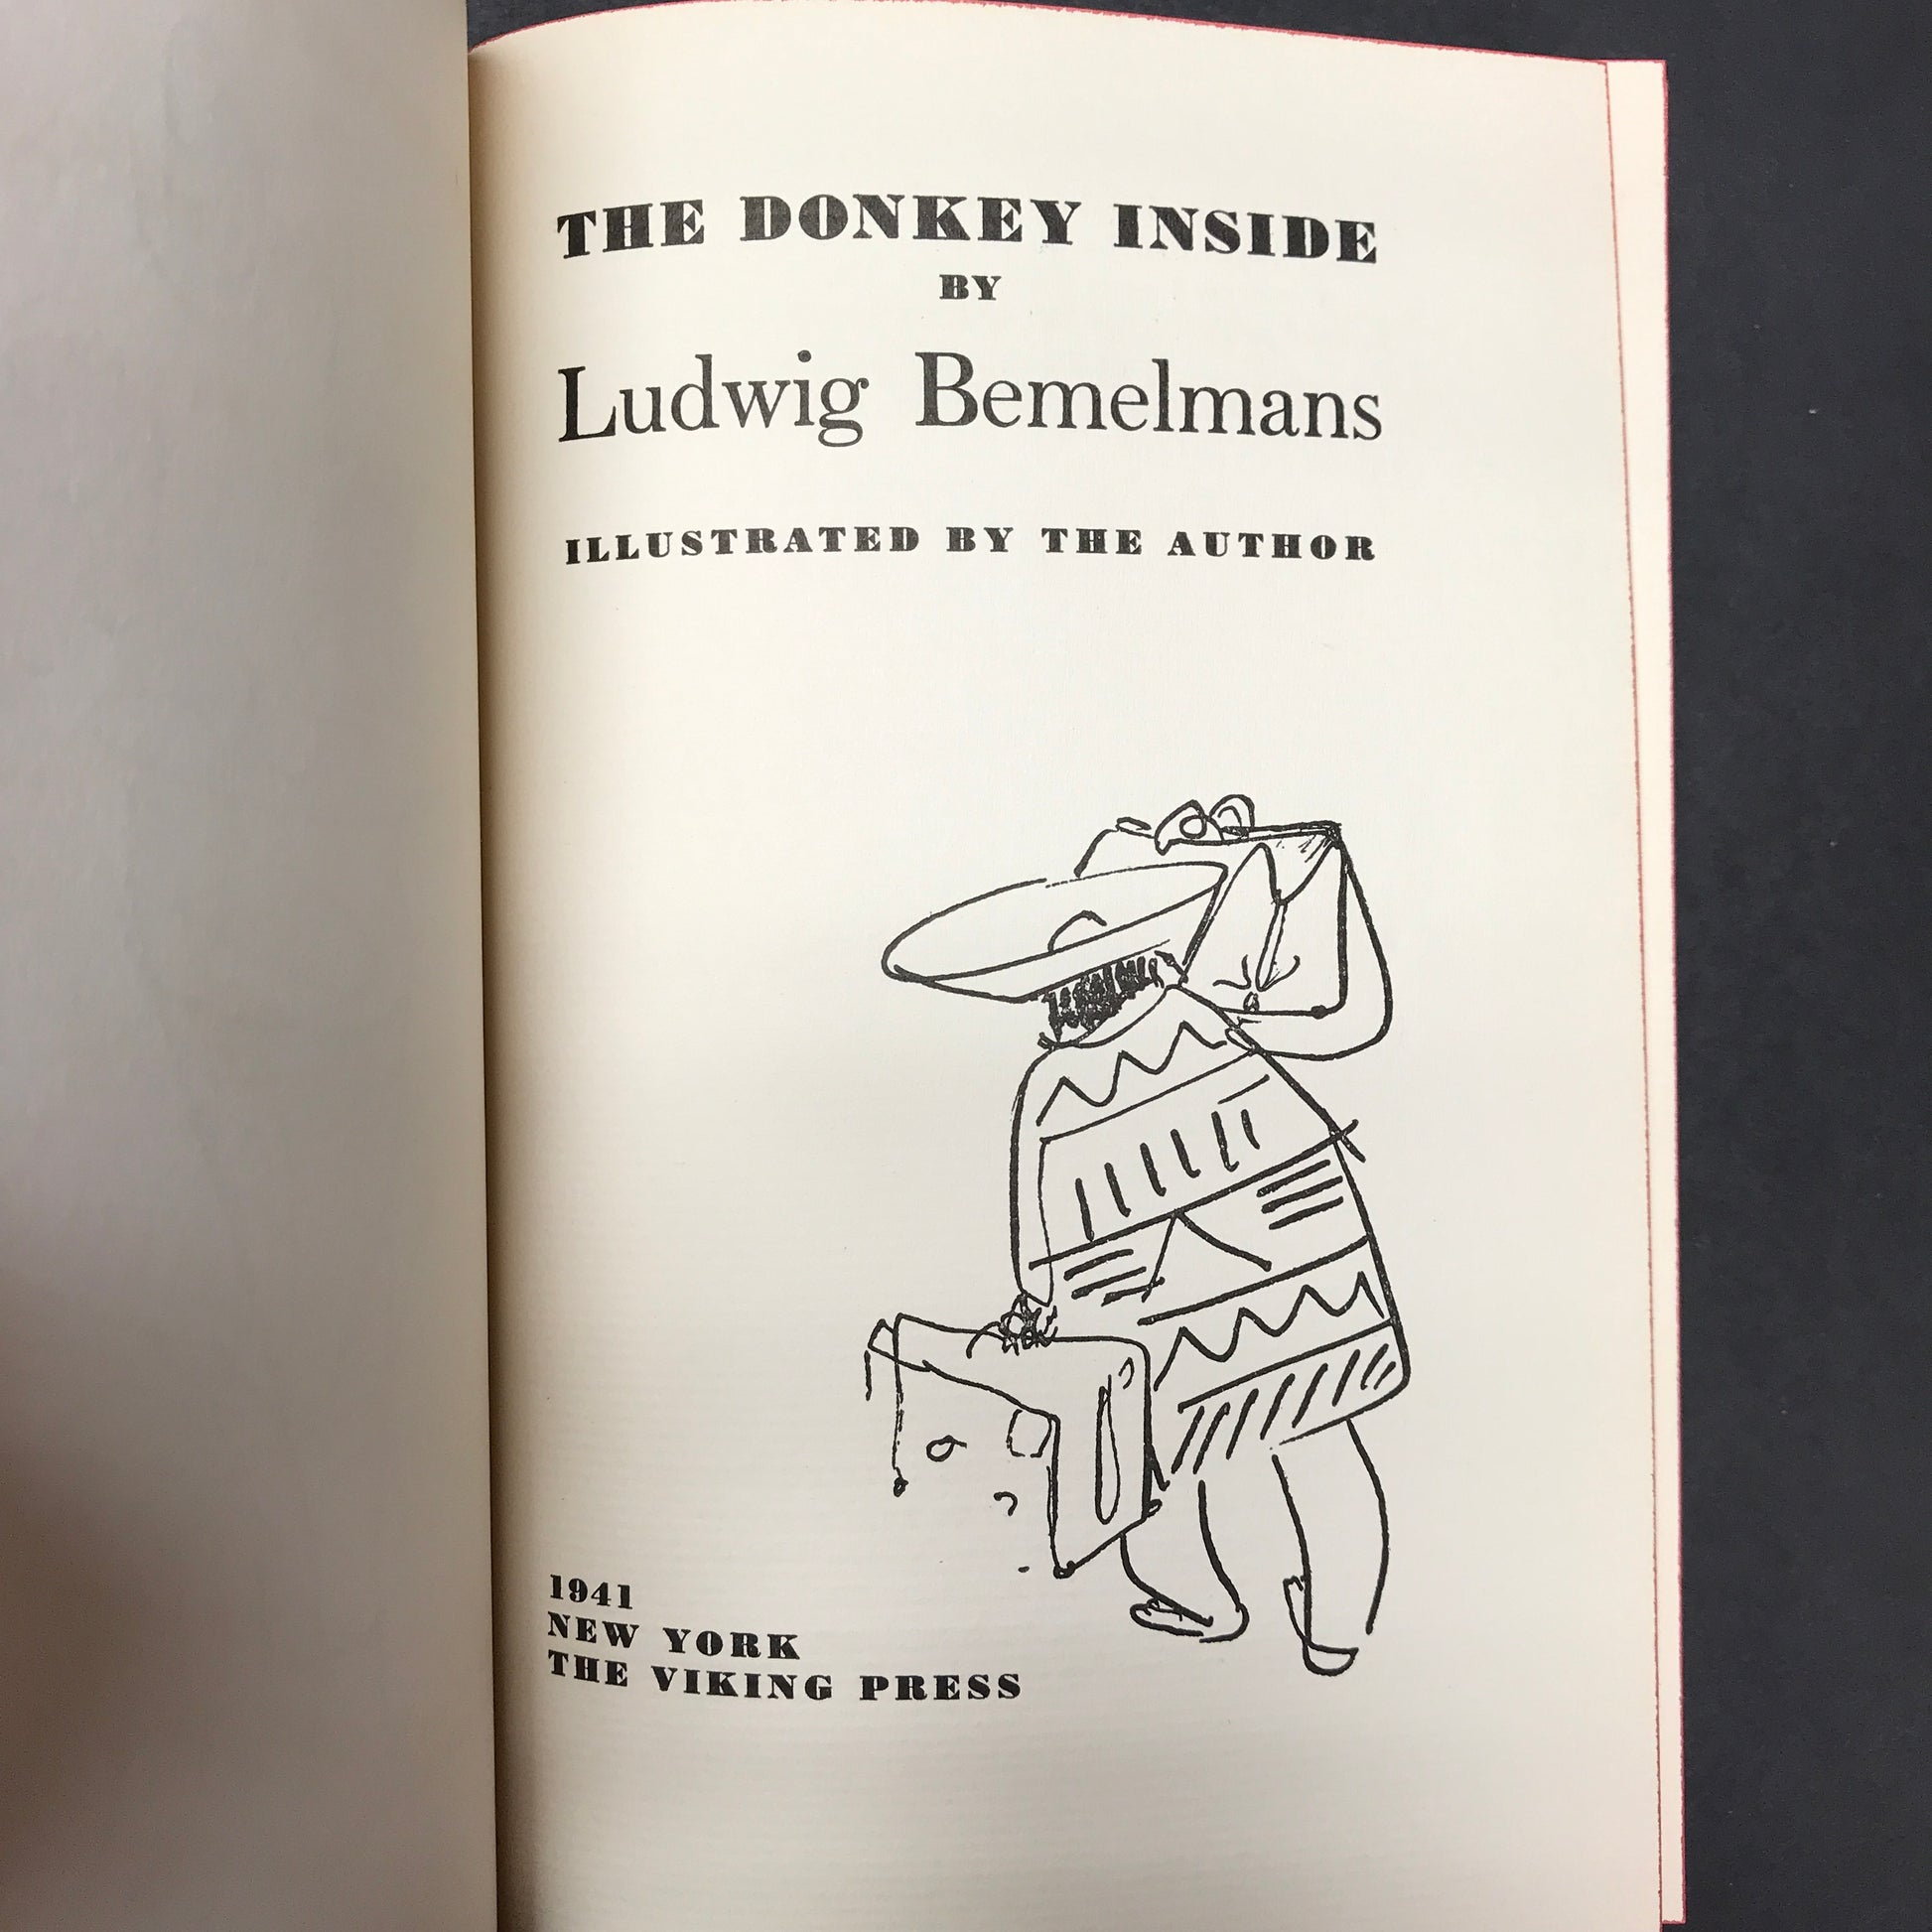 THE DONKEY INSIDE
BY
Ludwig Bemelmans
ILLUSTRATED BY THE AUTHOR
1941
NEW YORK
THE VIKING PRESS